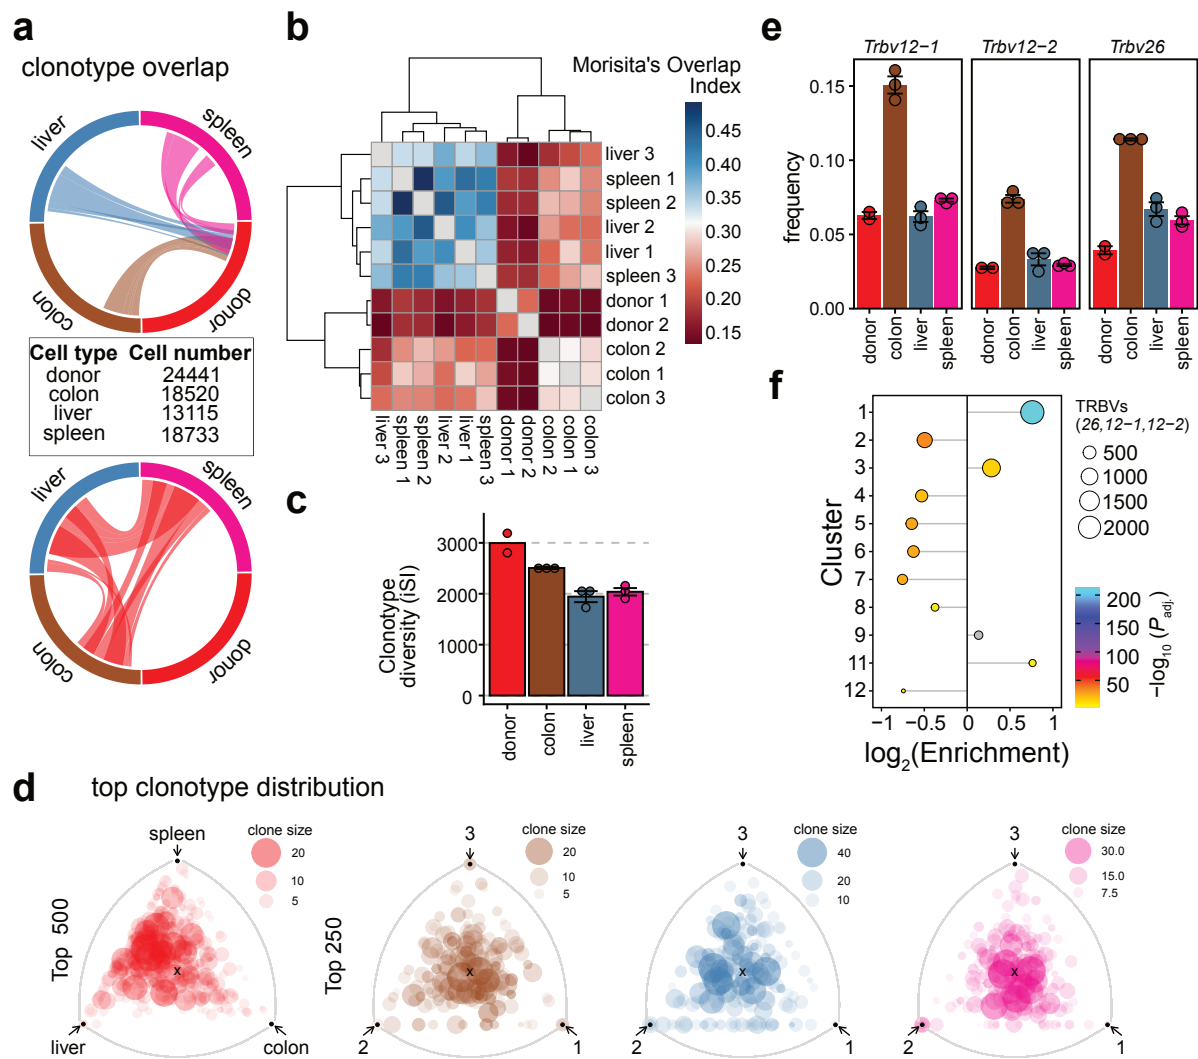 a
clonotype overlap
liver
spleen
colon
donor
Cell type Cell number
donor 24441
colon 18520
liver 13115
spleen 18733
liver
spleen
colon
donor
b
Morisita's Overlap
Index
0.45
0.40
0.35
0.30
0.25
0.20
0.15
liver 3
spleen 1
spleen 2
liver 2
liver 1
spleen 3
donor 1
donor 2
colon 2
colon 1
colon 3
liver 3
spleen 1
spleen 2
liver 2
liver 1
spleen 3
donor 1
donor 2
colon 2
colon 1
colon 3
c
Clonotype
diversity (iSI)
3000
2000
1000
0
donor
colon
liver
spleen
d
top clonotype distribution
Top 500
spleen
liver
colon
clone size
20
10
5
Top 250
3
2
1
clone size
20
10
5
3
2
1
clone size
40
20
10
3
2
1
clone size
30.0
15.0
7.5
x
x
x
x
e
Trbv12−1
Trbv12−2
Trbv26
frequency
0.15
0.10
0.05
0.00
donor
colon
liver
spleen
donor
colon
liver
spleen
donor
colon
liver
spleen
f
Cluster
1
2
3
4
5
6
7
8
9
11
12
−1 −0.5 0 0.5 1
log2(Enrichment)
TRBVs
(26,12−1,12−2)
500
1000
1500
2000
200
150
100
50
−log10 (Padj.)